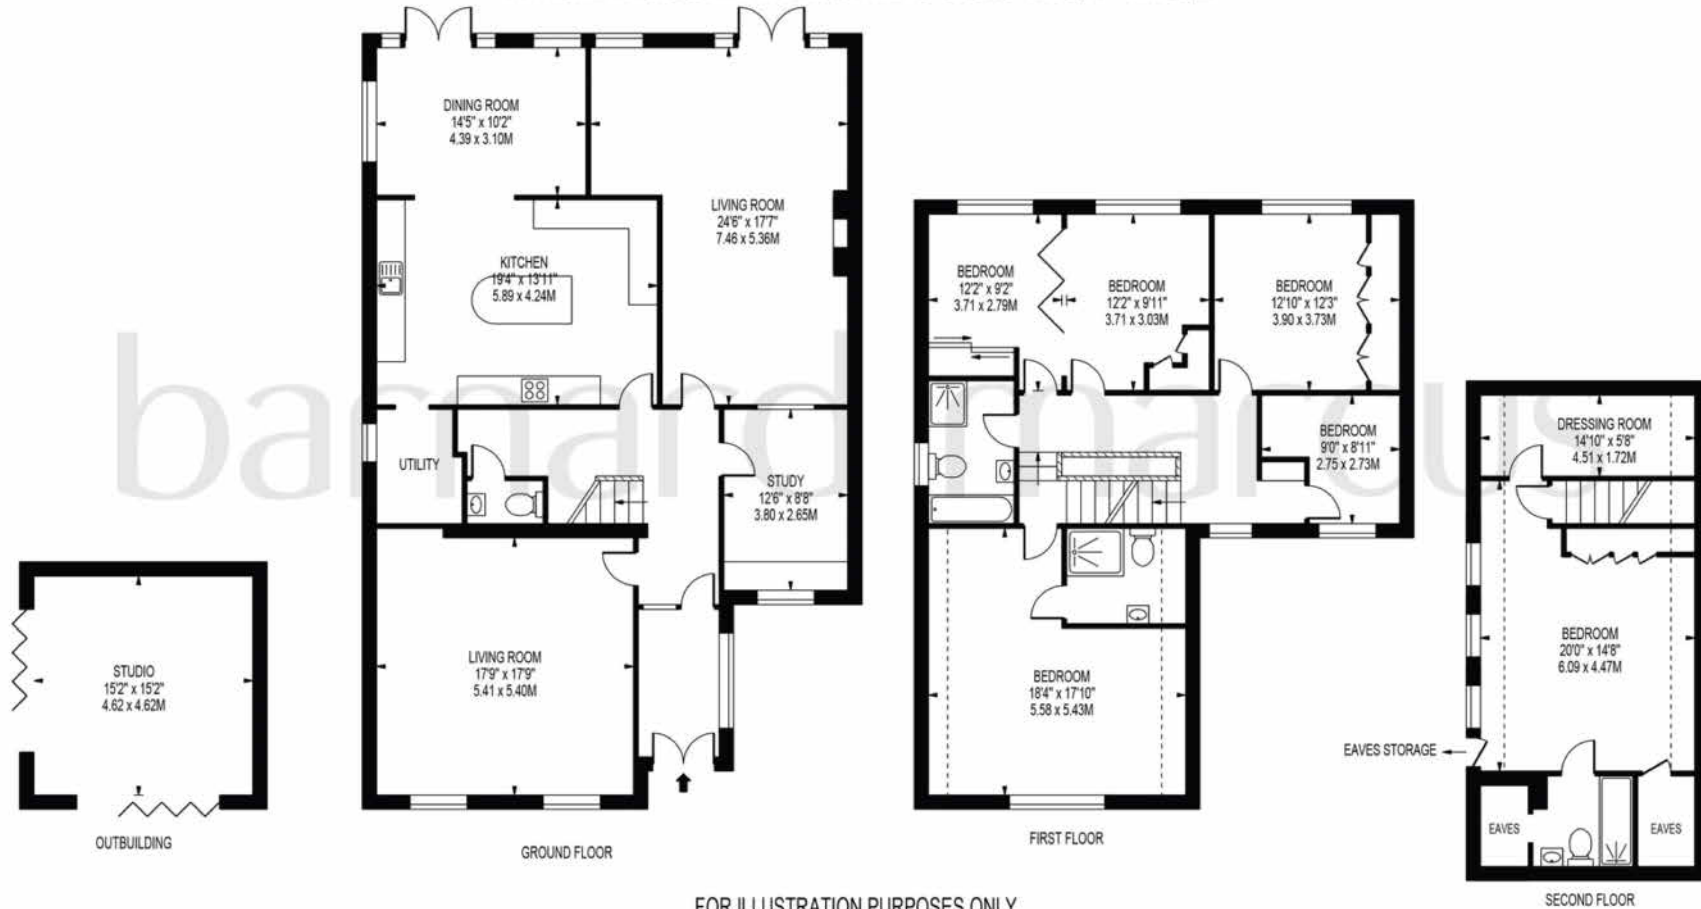 DINING ROOM
14'5" x 10'2"
4.39 x 3.10M
LIVING ROOM
24'6" x 17'7"
7.46 x 5.36M
KITCHEN
19'4" x 13'11"
5.89 x 4.24M
UTILITY
STUDY
12'6" x 8'8"
3.80 x 2.65M
LIVING ROOM
17'9" x 17'9"
5.41 x 5.40M
GROUND FLOOR
STUDIO
15'2" x 15'2"
4.62 x 4.62M
OUTBUILDING
BEDROOM
12'2" x 9'2"
3.71 x 2.79M
BEDROOM
12'2" x 9'11"
3.71 x 3.03M
BEDROOM
12'10" x 12'3"
3.90 x 3.73M
BEDROOM
9'0" x 8'11"
2.75 x 2.73M
BEDROOM
18'4" x 17'10"
5.58 x 5.43M
FIRST FLOOR
DRESSING ROOM
14'10" x 5'8"
4.51 x 1.72M
BEDROOM
20'0" x 14'8"
6.09 x 4.47M
EAVES STORAGE
EAVES
EAVES
SECOND FLOOR
barnard marcus
FOR ILLUSTRATION PURPOSES ONLY